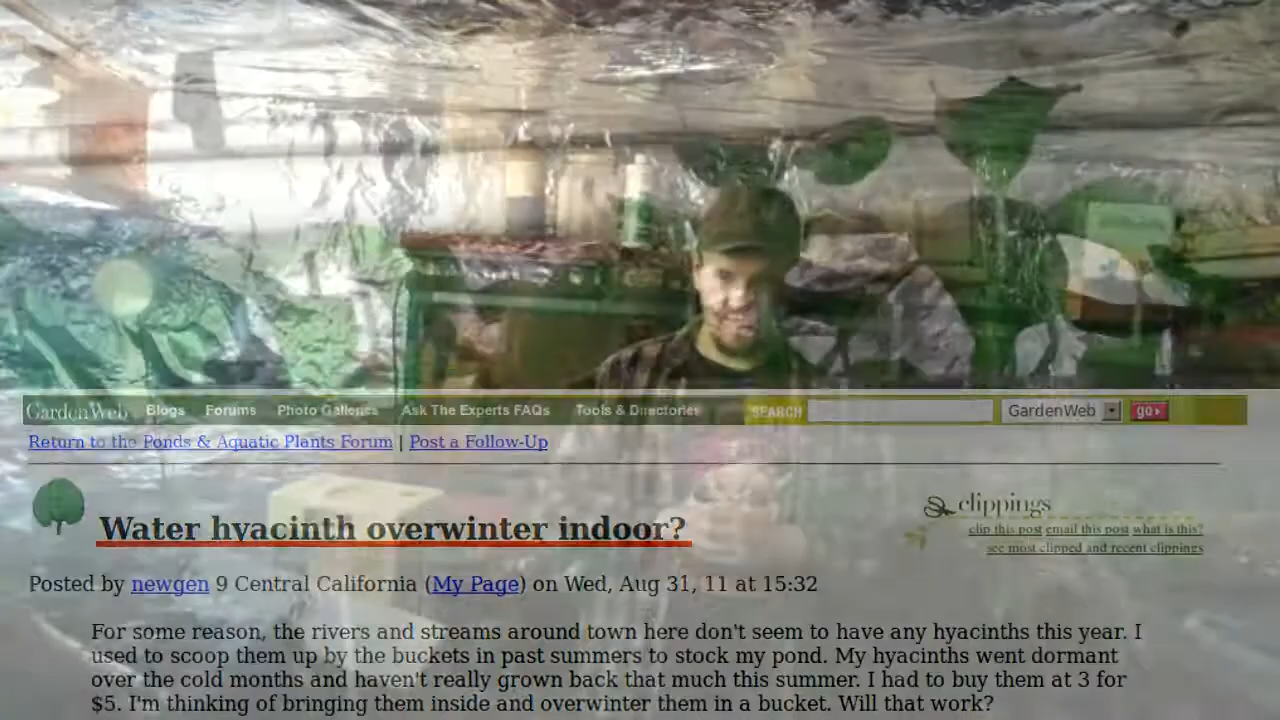 GardenWeb Blogs Forums Photo Galleries Ask The Experts FAQs Tools & Directories SEARCH GardenWeb go
Return to the Ponds & Aquatic Plants Forum | Post a Follow-Up
clippings
Water hyacinth overwinter indoor?
clip this post email this post what is this?
see most clipped and recent clippings
Posted by newgen 9 Central California (My Page) on Wed, Aug 31, 11 at 15:32
For some reason, the rivers and streams around town here don't seem to have any hyacinths this year. I
used to scoop them up by the buckets in past summers to stock my pond. My hyacinths went dormant
over the cold months and haven't really grown back that much this summer. I had to buy them at 3 for
$5. I'm thinking of bringing them inside and overwinter them in a bucket. Will that work?